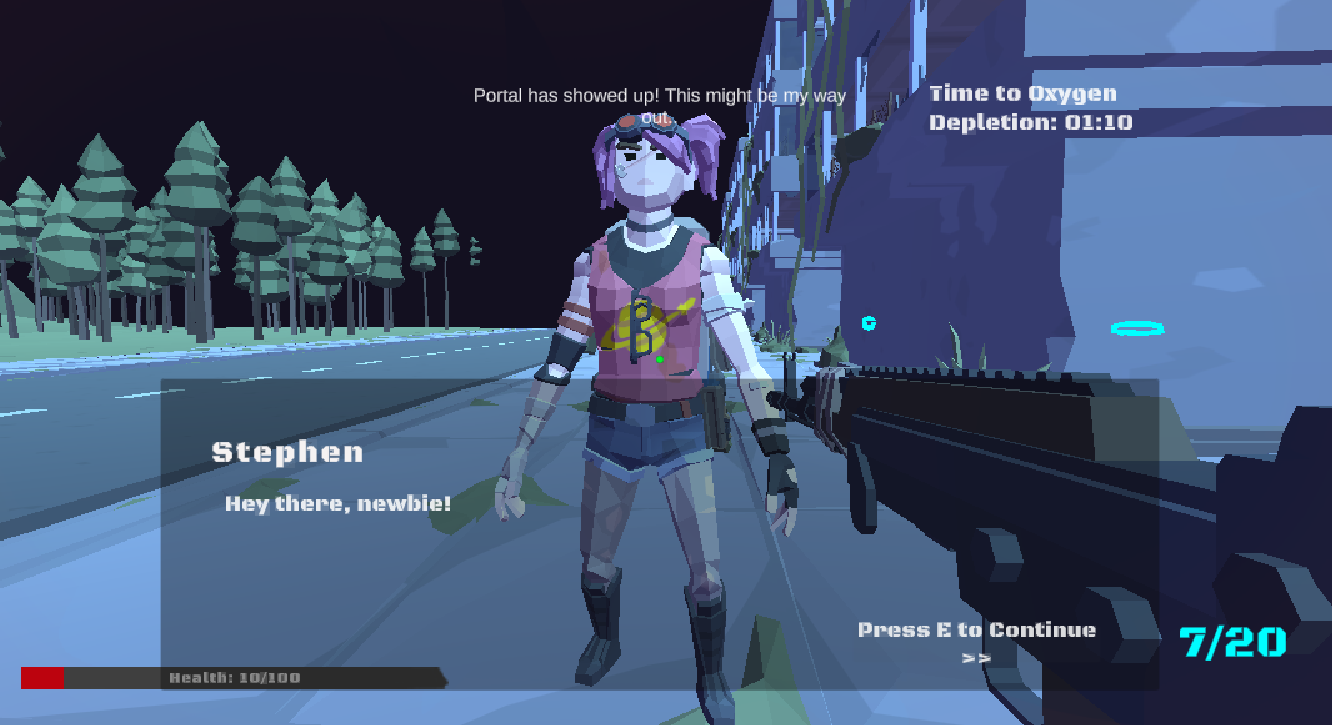 Portal has showed up! This might be my way
out.
Time to Oxygen
Depletion: 01:10
B
Stephen
Hey there, newbie!
Press E to Continue
>>
Health: 10/100
7/20